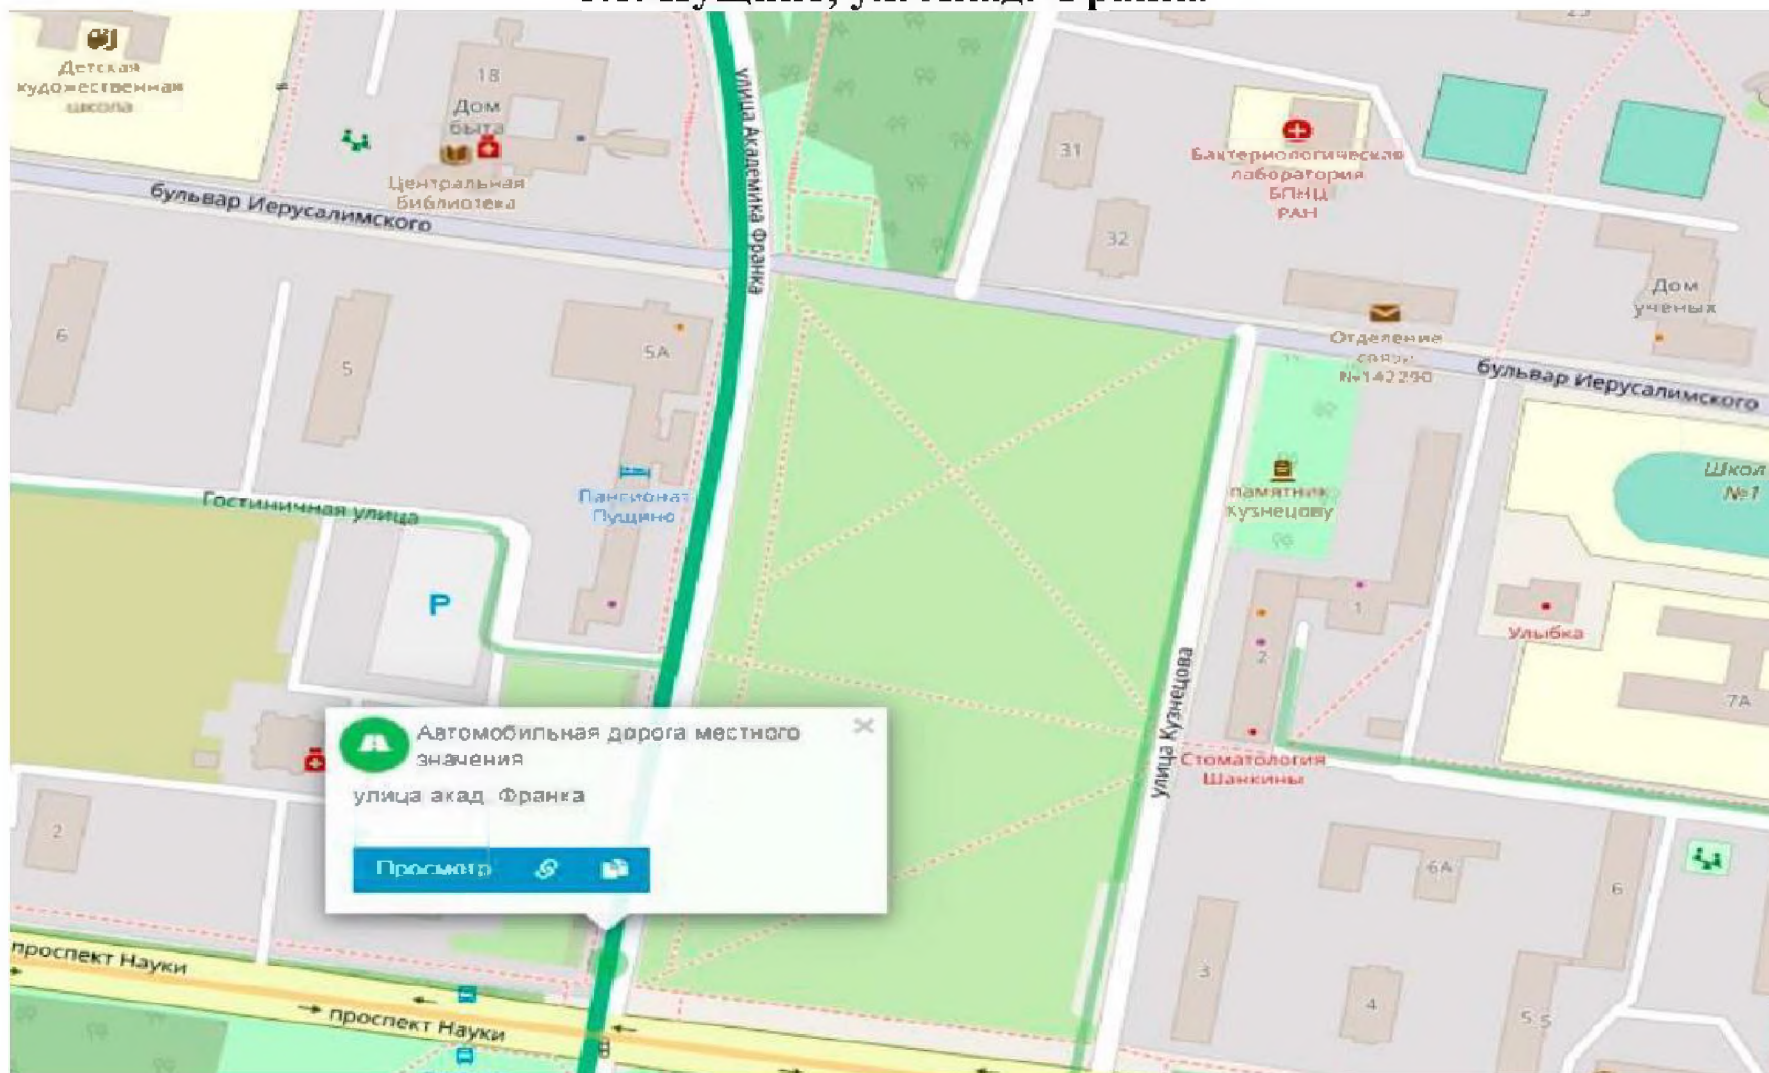 18
Детская
художественная
школа
Дом
быта
Центральная
Библиотека
бульвар Иерусалимского
улица Академика Франка
31
32
Бактериологическая
лаборатория
БПНЦ
РАН
Дом
ученых
Отделение
связи
№142290
бульвар Иерусалимского
6
5
5А
Пансионат
Пущино
Гостиничная улица
P
памятник
Кузнецову
Школ
№1
Улыбка
1
2
7А
улица Кузнецова
Стоматология
Шанкины
Автомобильная дорога местного
значения
улица акад. Франка
Просмотр
2
6А
6
3
4
5
5
проспект Науки
проспект Науки